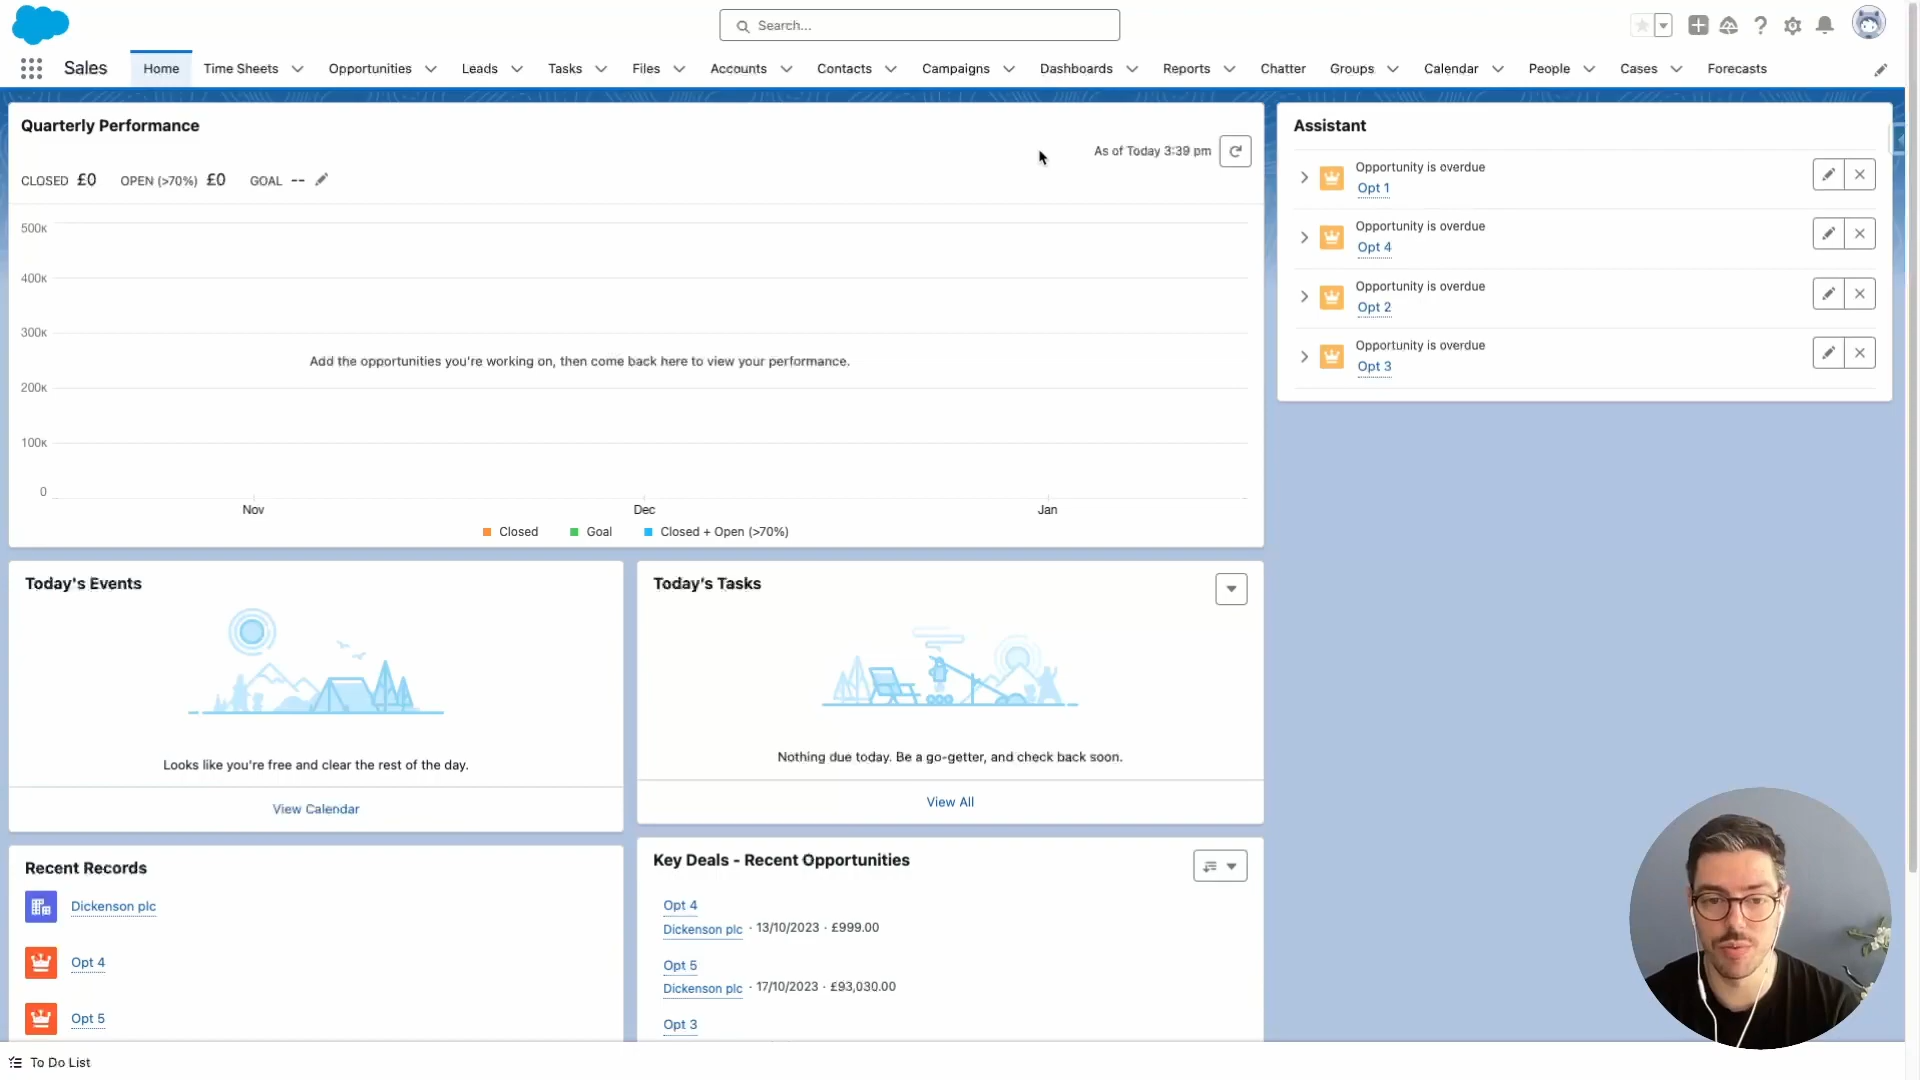 Search...
Sales
Home
Time Sheets
Opportunities
Leads
Tasks
Files
Accounts
Contacts
Campaigns
Dashboards
Reports
Chatter
Groups
Calendar
People
Cases
Forecasts
Quarterly Performance
As of Today 3:39 pm
CLOSED £0 OPEN (>70%) £0 GOAL --
500K
400K
300K
Add the opportunities you're working on, then come back here to view your performance.
200K
100K
0
Nov Dec Jan
Closed Goal Closed + Open (>70%)
Assistant
Opportunity is overdue
Opt 1
Opportunity is overdue
Opt 4
Opportunity is overdue
Opt 2
Opportunity is overdue
Opt 3
Today's Events
Looks like you're free and clear the rest of the day.
View Calendar
Today's Tasks
Nothing due today. Be a go-getter, and check back soon.
View All
Recent Records
Dickenson plc
Opt 4
Opt 5
Key Deals - Recent Opportunities
Opt 4
Dickenson plc · 13/10/2023 · £999.00
Opt 5
Dickenson plc · 17/10/2023 · £93,030.00
Opt 3
To Do List